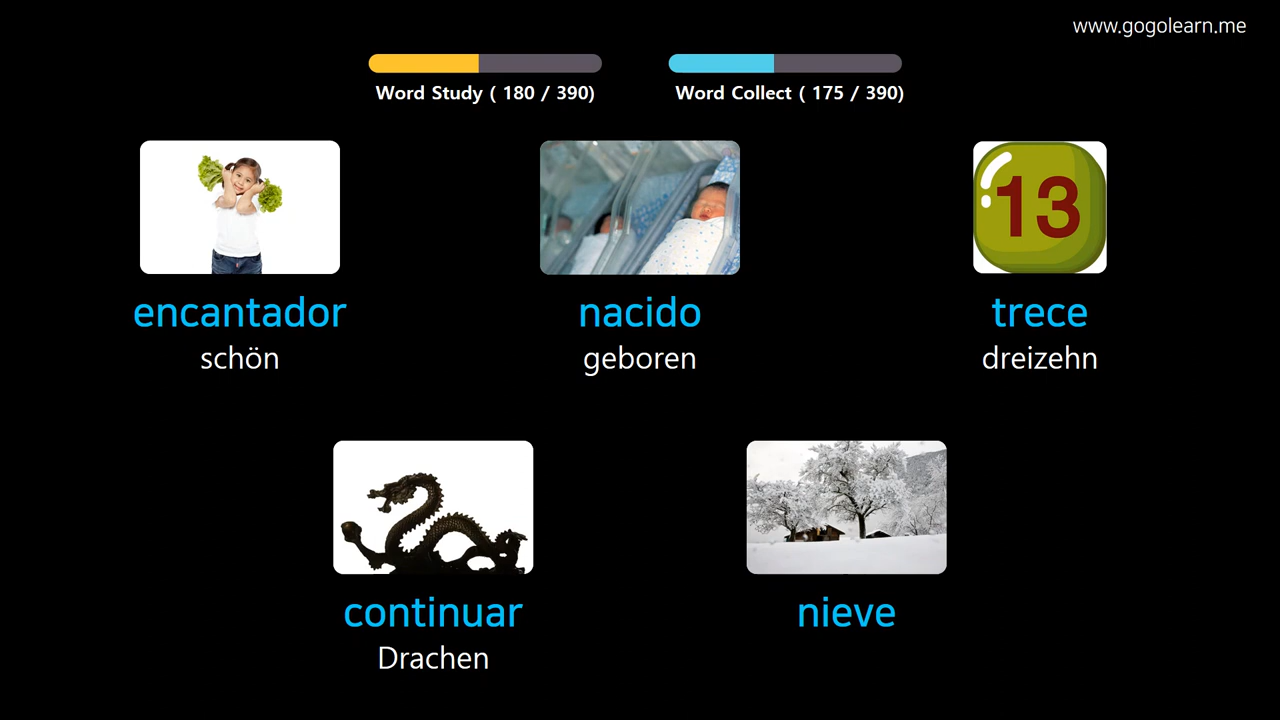 www.gogolearn.me
Word Study ( 180 / 390)
Word Collect ( 175 / 390)
13
encantador
schön
nacido
geboren
trece
dreizehn
continuar
Drachen
nieve